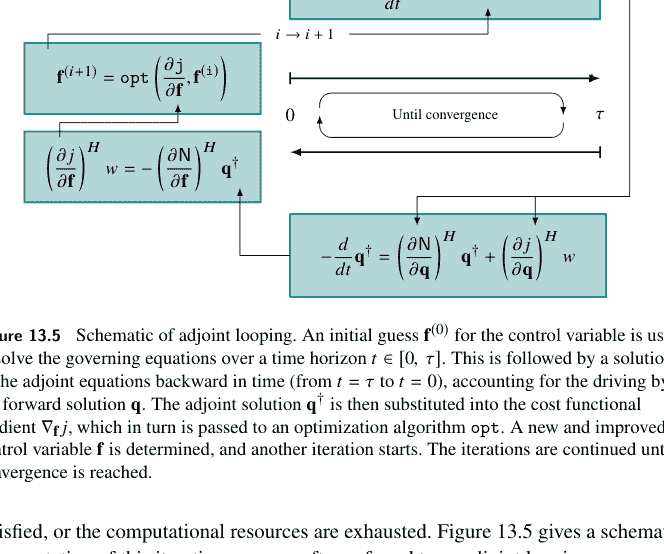 dt
i → i + 1
f^(i+1) = opt (∂j/∂f, f^(i))
0
Until convergence
τ
(∂j/∂f)^H w = − (∂N/∂f)^H q†
− d/dt q† = (∂N/∂q)^H q† + (∂j/∂q)^H w
ure 13.5 Schematic of adjoint looping. An initial guess f^(0) for the control variable is us
solve the governing equations over a time horizon t ∈ [0, τ]. This is followed by a solutio
he adjoint equations backward in time (from t = τ to t = 0), accounting for the driving by
forward solution q. The adjoint solution q† is then substituted into the cost functional
dient ∇_f j, which in turn is passed to an optimization algorithm opt. A new and improved
ntrol variable f is determined, and another iteration starts. The iterations are continued unt
nvergence is reached.
isfied, or the computational resources are exhausted. Figure 13.5 gives a schema